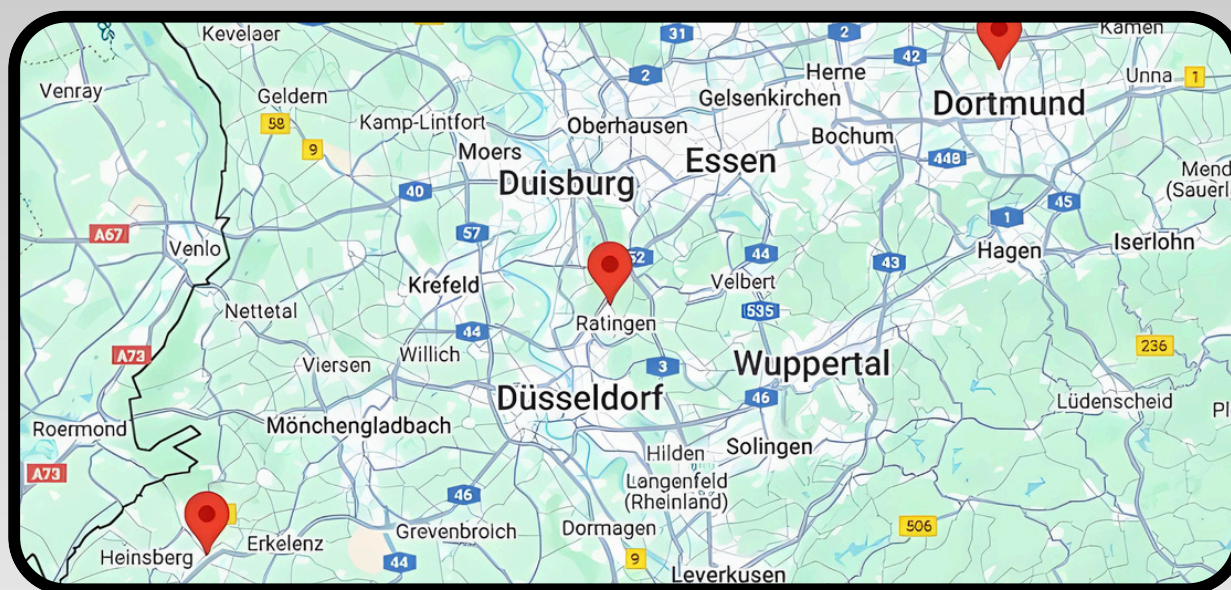 Kevelaer
31
2
42
Kamen
Venray
Geldern
2
Herne
Unna
1
58
Gelsenkirchen
Dortmund
Kamp-Lintfort
Oberhausen
Bochum
9
Moers
Essen
448
Mend
(Sauerl
Duisburg
40
45
1
A67
57
Venlo
52
44
43
Hagen
Iserlohn
Krefeld
Velbert
Nettetal
Ratingen
535
44
A73
Willich
236
Viersen
3
Wuppertal
Düsseldorf
46
Lüdenscheid
Pl
Roermond
Mönchengladbach
Hilden
Solingen
A73
Langenfeld
(Rheinland)
46
Grevenbroich
Dormagen
506
Heinsberg
Erkelenz
44
9
Leverkusen